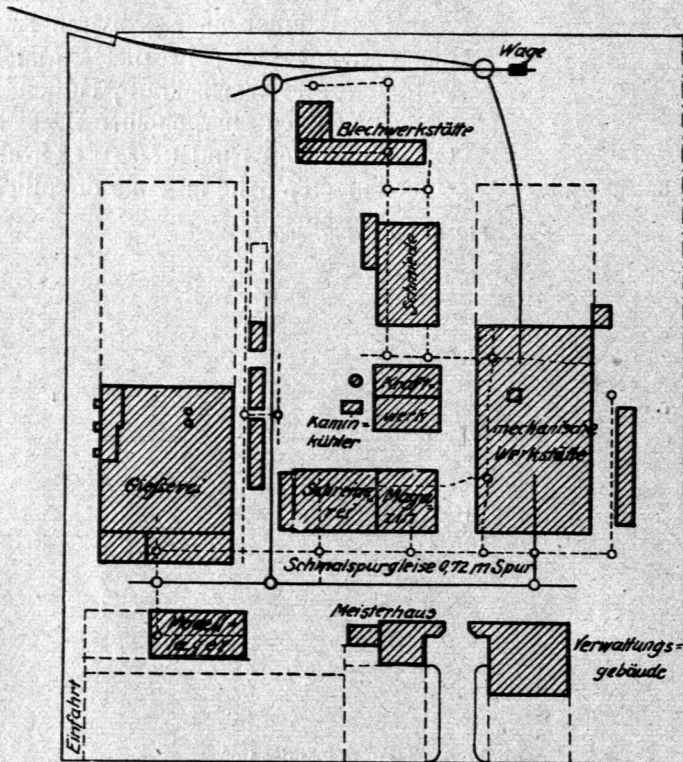 Wage
Blechwerkstätte
Schmiede
Kraft-
werk
Kamin-
kühler
mechanische
Werkstätte
Gießerei
Schreine-
rei
Maga-
zin
Schmalspurgleise 0,72 m Spur
Modell-
lager
Meisterhaus
Verwaltungs=
gebäude
Einfahrt